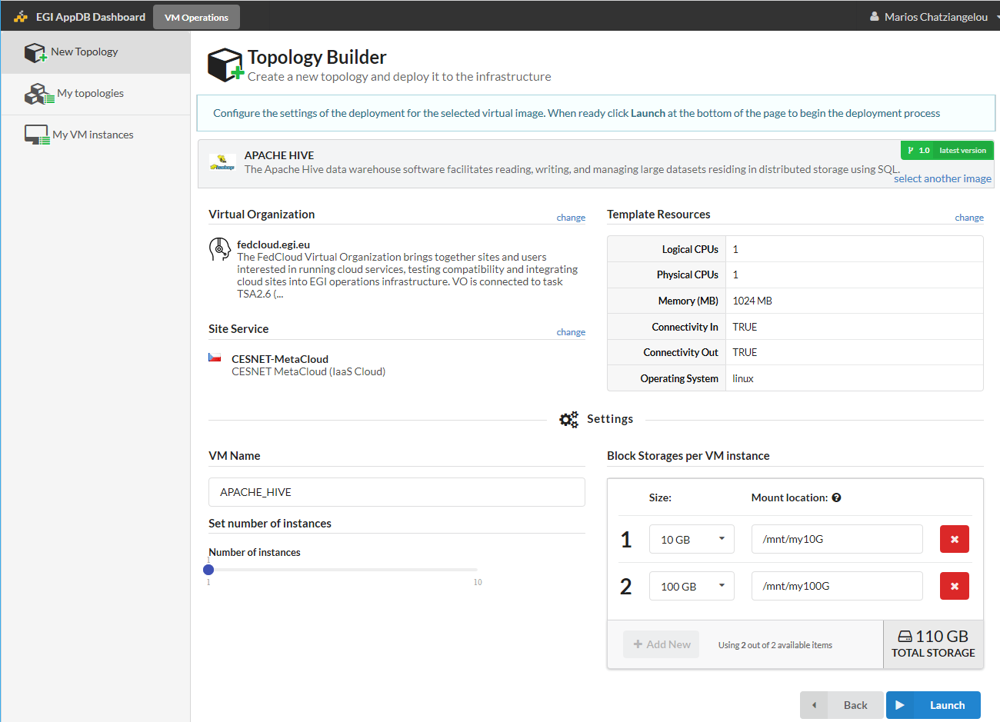 EGI AppDB Dashboard
VM Operations
Marios Chatziangelou
New Topology
My topologies
My VM instances
Topology Builder
Create a new topology and deploy it to the infrastructure
Configure the settings of the deployment for the selected virtual image. When ready click Launch at the bottom of the page to begin the deployment process
APACHE HIVE
The Apache Hive data warehouse software facilitates reading, writing, and managing large datasets residing in distributed storage using SQL.
1.0 latest version
select another image
Virtual Organization
change
fedcloud.egi.eu
The FedCloud Virtual Organization brings together sites and users
interested in running cloud services, testing compatibility and integrating
cloud sites into EGI operations infrastructure. VO is connected to task
TSA2.6 (...
Site Service
change
CESNET-MetaCloud
CESNET MetaCloud (IaaS Cloud)
Template Resources
change
Logical CPUs 1
Physical CPUs 1
Memory (MB) 1024 MB
Connectivity In TRUE
Connectivity Out TRUE
Operating System linux
Settings
VM Name
APACHE_HIVE
Set number of instances
Number of instances
1
1 10
Block Storages per VM instance
Size: Mount location: ?
1 10 GB /mnt/my10G
2 100 GB /mnt/my100G
Add New
Using 2 out of 2 available items
110 GB
TOTAL STORAGE
Back
Launch